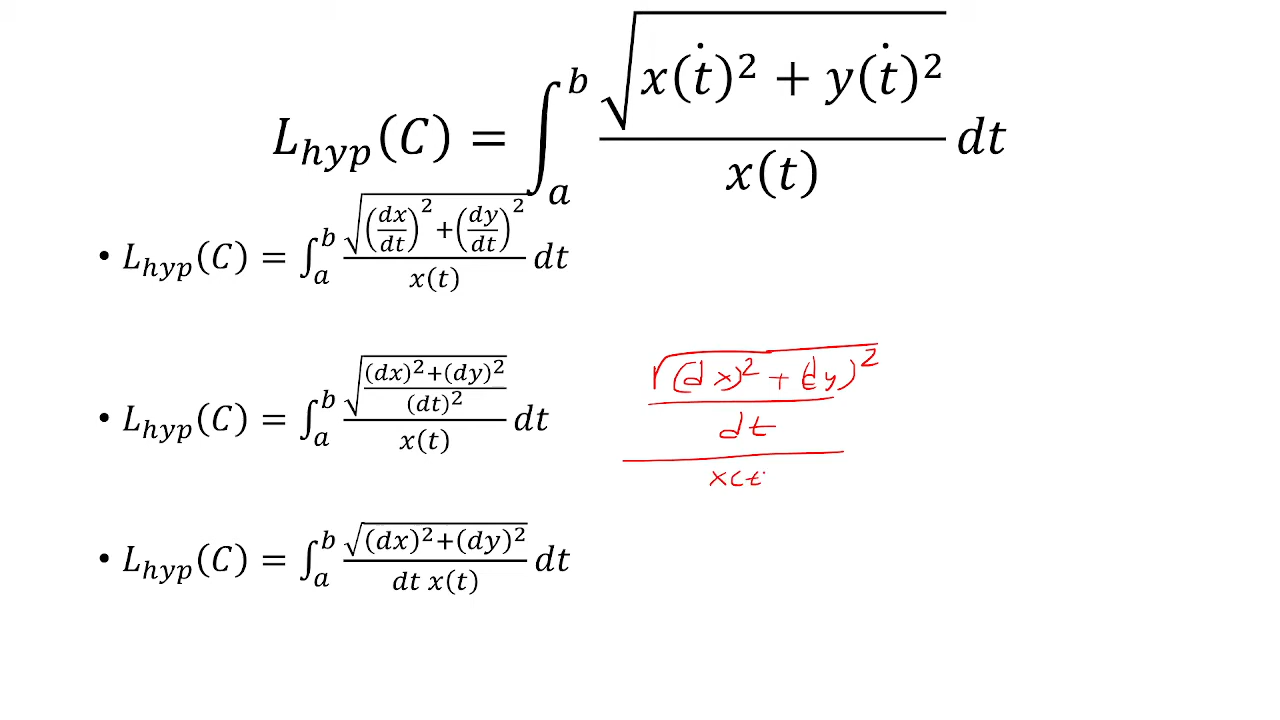 L_hyp(C) = ∫_a^b √(x(ṫ)² + y(ṫ)²) / x(t) dt
• L_hyp(C) = ∫_a^b √((dx/dt)² + (dy/dt)²) / x(t) dt
• L_hyp(C) = ∫_a^b √(((dx)² + (dy)²) / (dt)²) / x(t) dt
√((dx)² + (dy)²) / dt / x(t
• L_hyp(C) = ∫_a^b √((dx)² + (dy)²) / dt x(t) dt